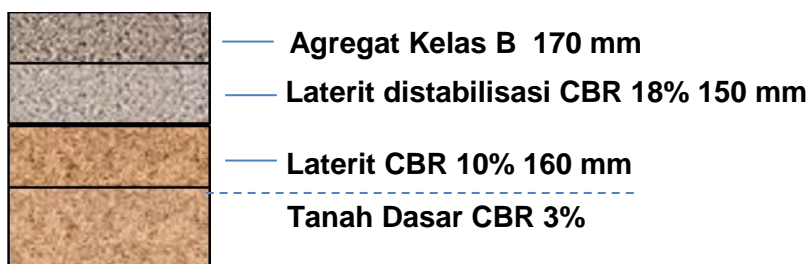 Agregat Kelas B 170 mm
Laterit distabilisasi CBR 18% 150 mm
Laterit CBR 10% 160 mm
Tanah Dasar CBR 3%